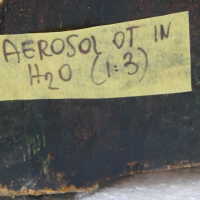 AEROSOL OT IN
H2O (1:3)